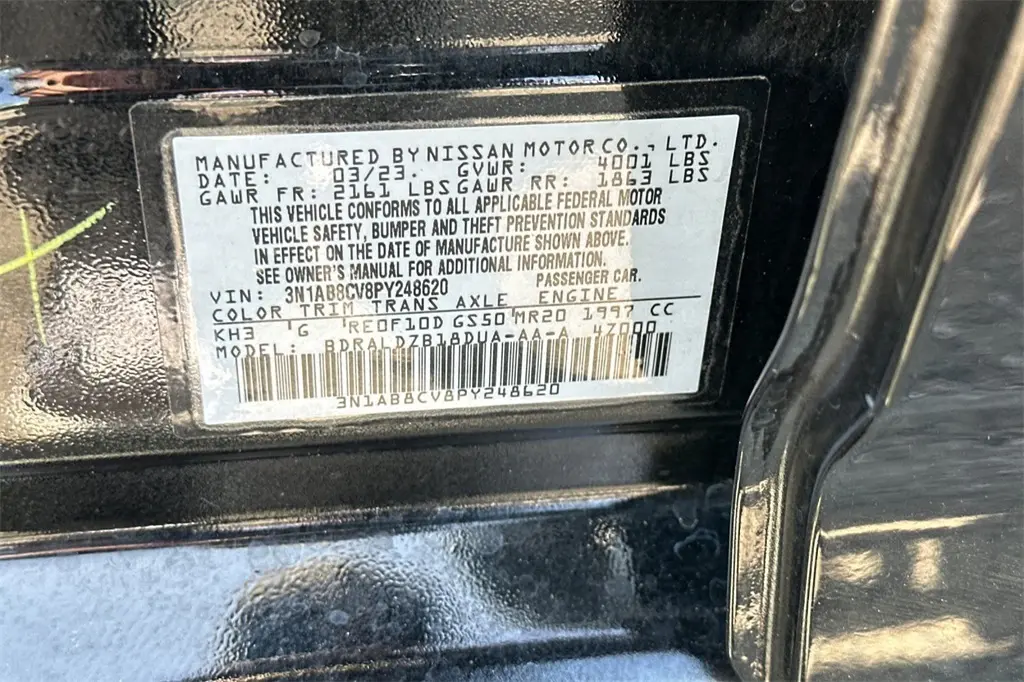 MANUFACTURED BY NISSAN MOTOR CO., LTD.
DATE: 03/23. GVWR: 4001 LBS
GAWR FR: 2161 LBS GAWR RR: 1863 LBS
THIS VEHICLE CONFORMS TO ALL APPLICABLE FEDERAL MOTOR
VEHICLE SAFETY, BUMPER AND THEFT PREVENTION STANDARDS
IN EFFECT ON THE DATE OF MANUFACTURE SHOWN ABOVE.
SEE OWNER'S MANUAL FOR ADDITIONAL INFORMATION.
VIN: 3N1AB8CV8PY248620 PASSENGER CAR.
COLOR TRIM TRANS AXLE ENGINE
KH3 G RE0F10D GS50 MR20 1997 CC
MODEL: BDRALDZB18DUA-AA-A 4Z000
3N1AB8CV8PY248620